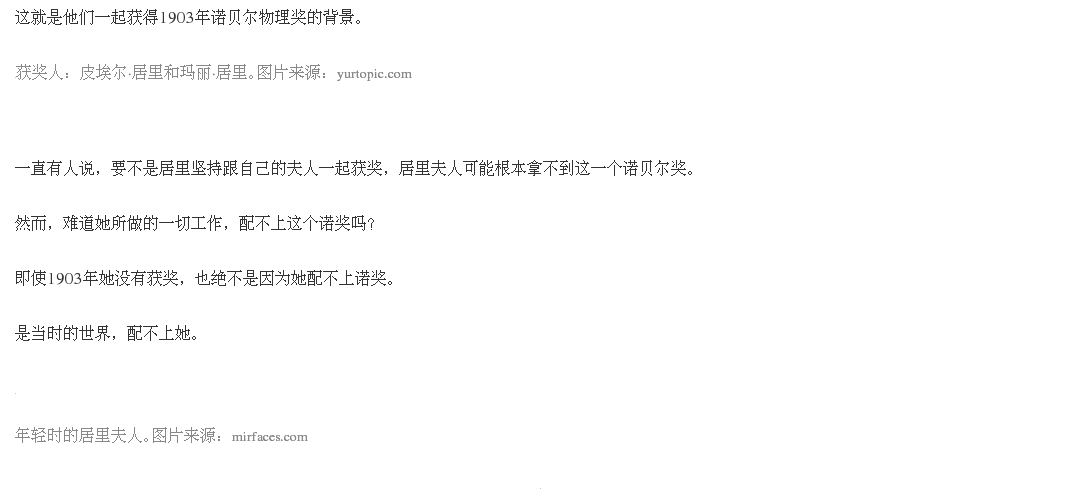 这就是他们一起获得1903年诺贝尔物理奖的背景。
获奖人：皮埃尔·居里和玛丽·居里。图片来源：yurtopic.com
一直有人说，要不是居里坚持跟自己的夫人一起获奖，居里夫人可能根本拿不到这一个诺贝尔奖。
然而，难道她所做的一切工作，配不上这个诺奖吗？
即使1903年她没有获奖，也绝不是因为她配不上诺奖。
是当时的世界，配不上她。
年轻时的居里夫人。图片来源：mirfaces.com